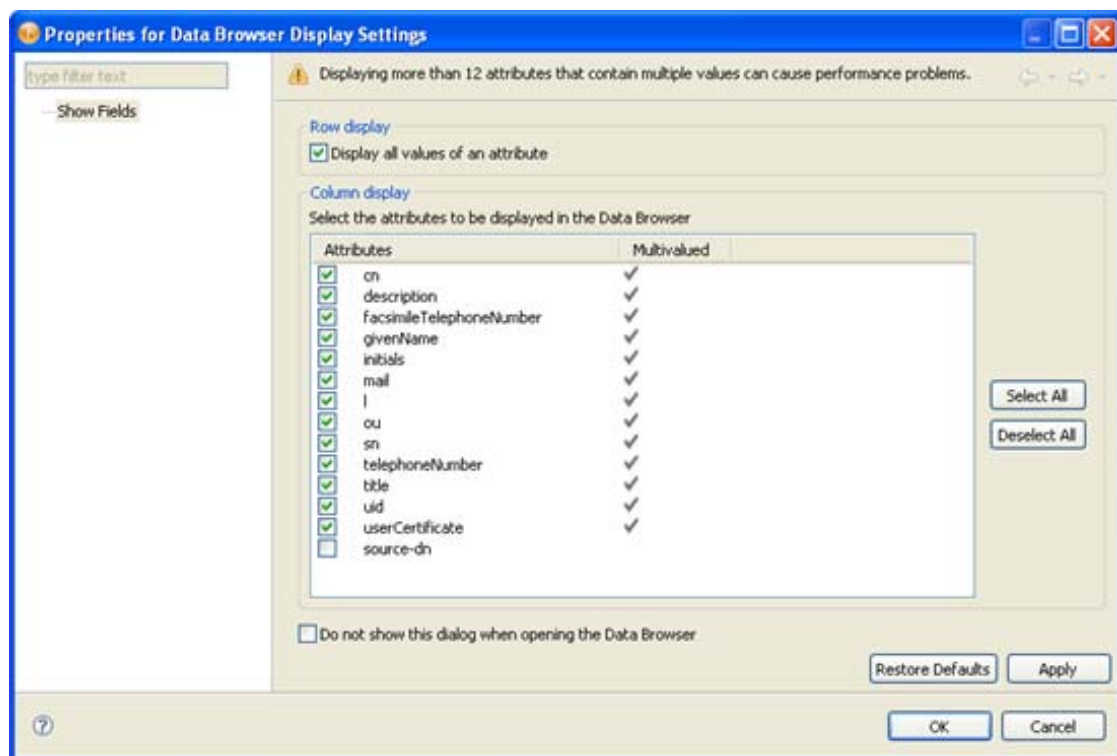 Properties for Data Browser Display Settings
type filter text
Show Fields
Displaying more than 12 attributes that contain multiple values can cause performance problems.
Row display
Display all values of an attribute
Column display
Select the attributes to be displayed in the Data Browser
Attributes Multivalued
cn
description
facsimileTelephoneNumber
givenName
initials
mail
l
ou
sn
telephoneNumber
title
uid
userCertificate
source-dn
Select All
Deselect All
Do not show this dialog when opening the Data Browser
Restore Defaults Apply
OK Cancel